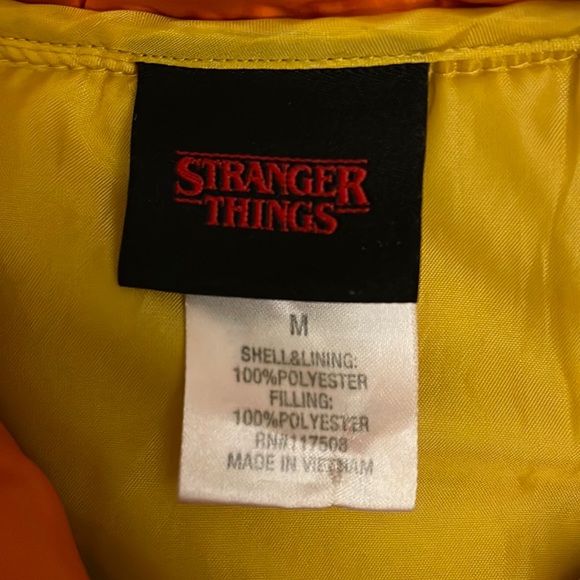 STRANGER
THINGS
M
SHELL&LINING:
100%POLYESTER
FILLING:
100%POLYESTER
RN#117508
MADE IN VIETNAM